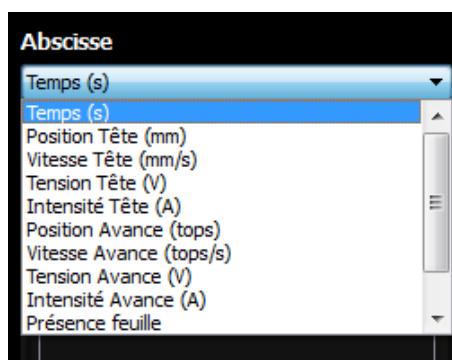 Abscisse
Temps (s)
Temps (s)
Position Tête (mm)
Vitesse Tête (mm/s)
Tension Tête (V)
Intensité Tête (A)
Position Avance (tops)
Vitesse Avance (tops/s)
Tension Avance (V)
Intensité Avance (A)
Présence feuille